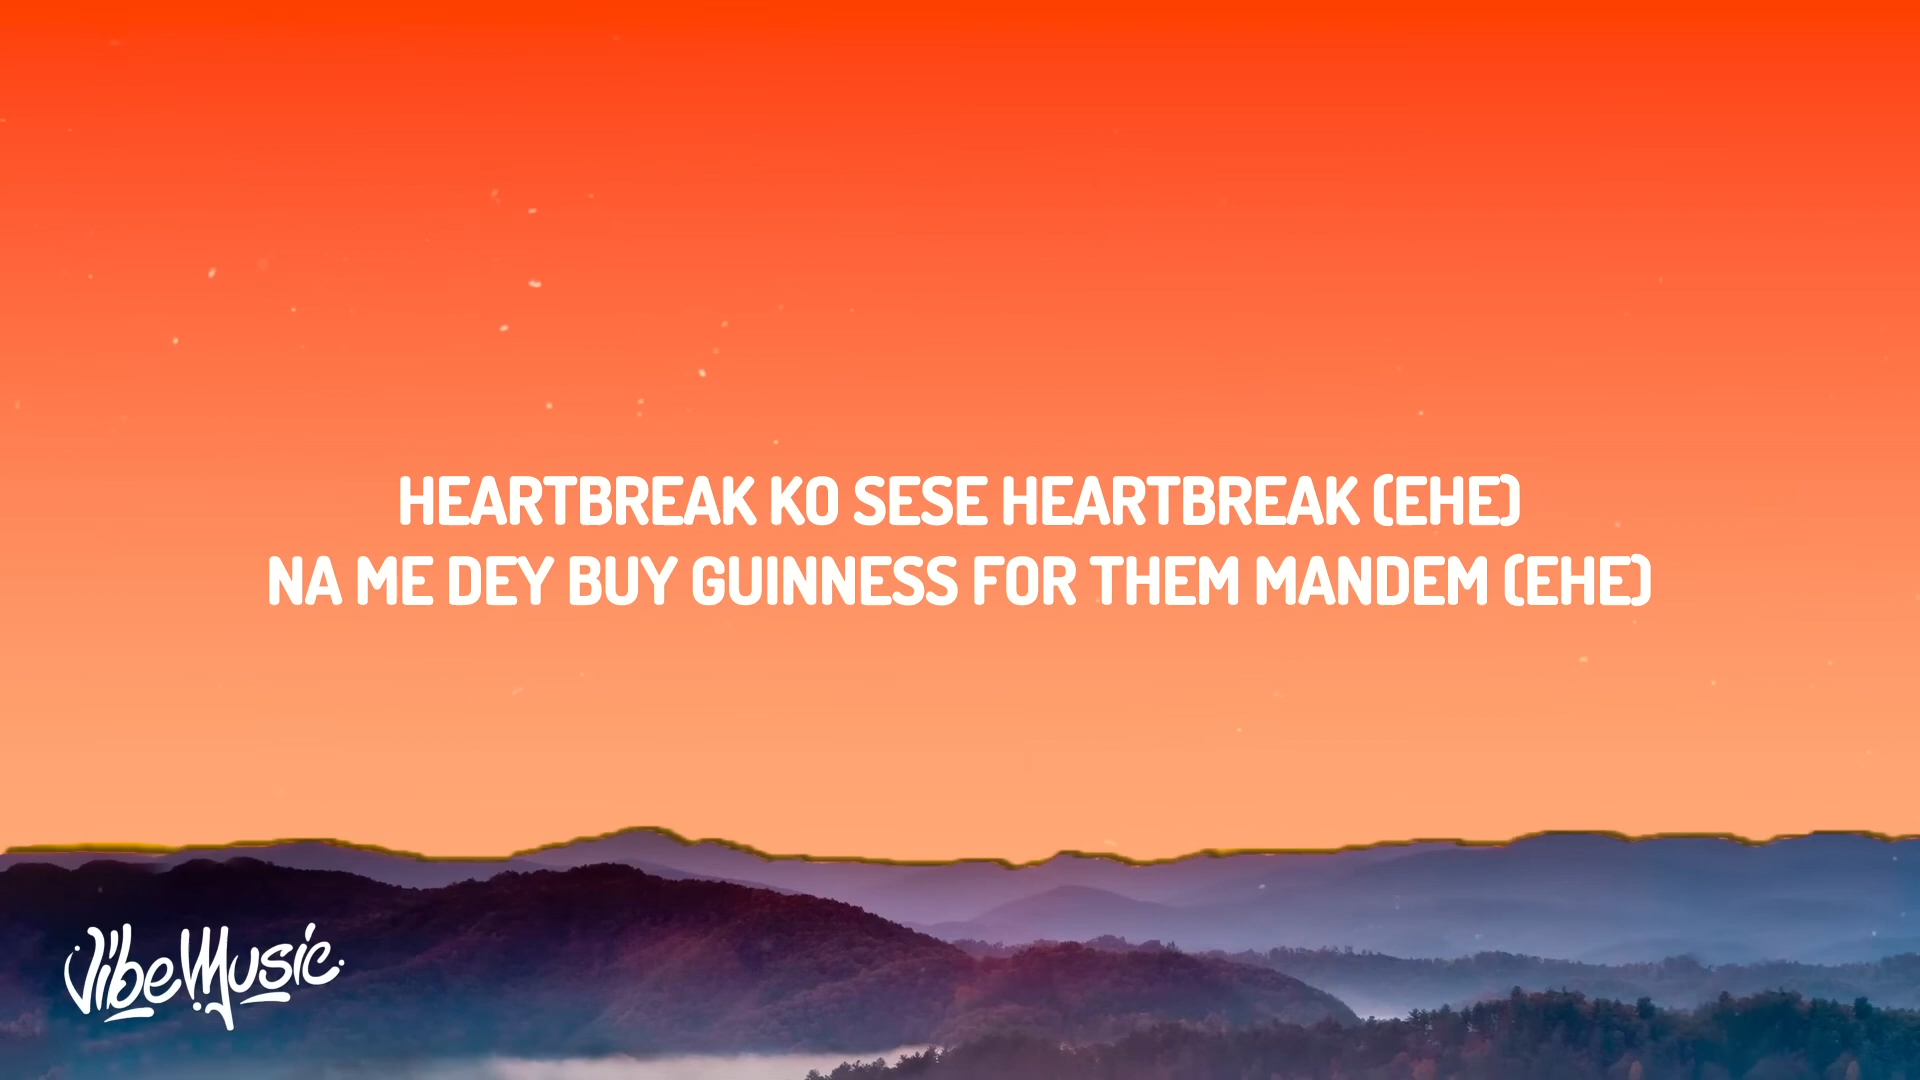 HEARTBREAK KO SESE HEARTBREAK (EHE)
NA ME DEY BUY GUINNESS FOR THEM MANDEM (EHE)
VibeMusic.